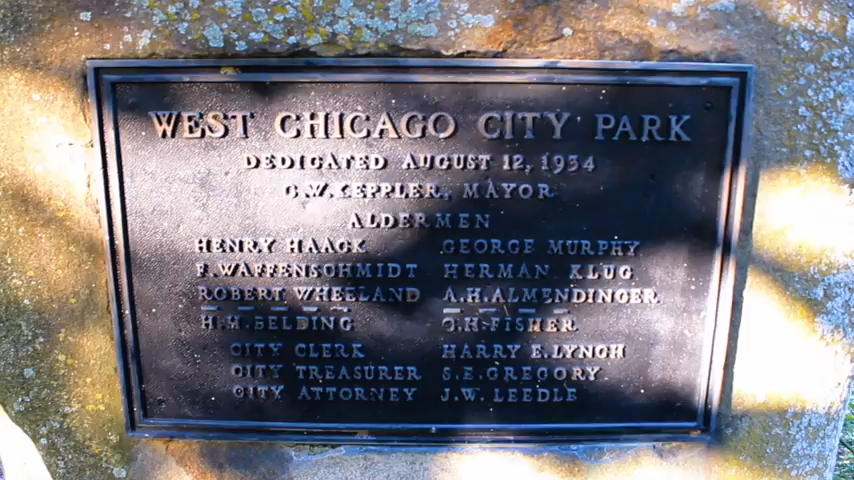 WEST CHICAGO CITY PARK
DEDICATED AUGUST 12, 1934
G.W. KEPPLER, MAYOR
ALDERMEN
HENRY HAACK GEORGE MURPHY
F. WAFFENSCHMIDT HERMAN KLUG
ROBERT WHEELAND A.H. ALMENDINGER
H.H. BELDING O.H. FISHER
CITY CLERK HARRY E. LYNCH
CITY TREASURER S.E. GREGORY
CITY ATTORNEY J.W. LEEDLE